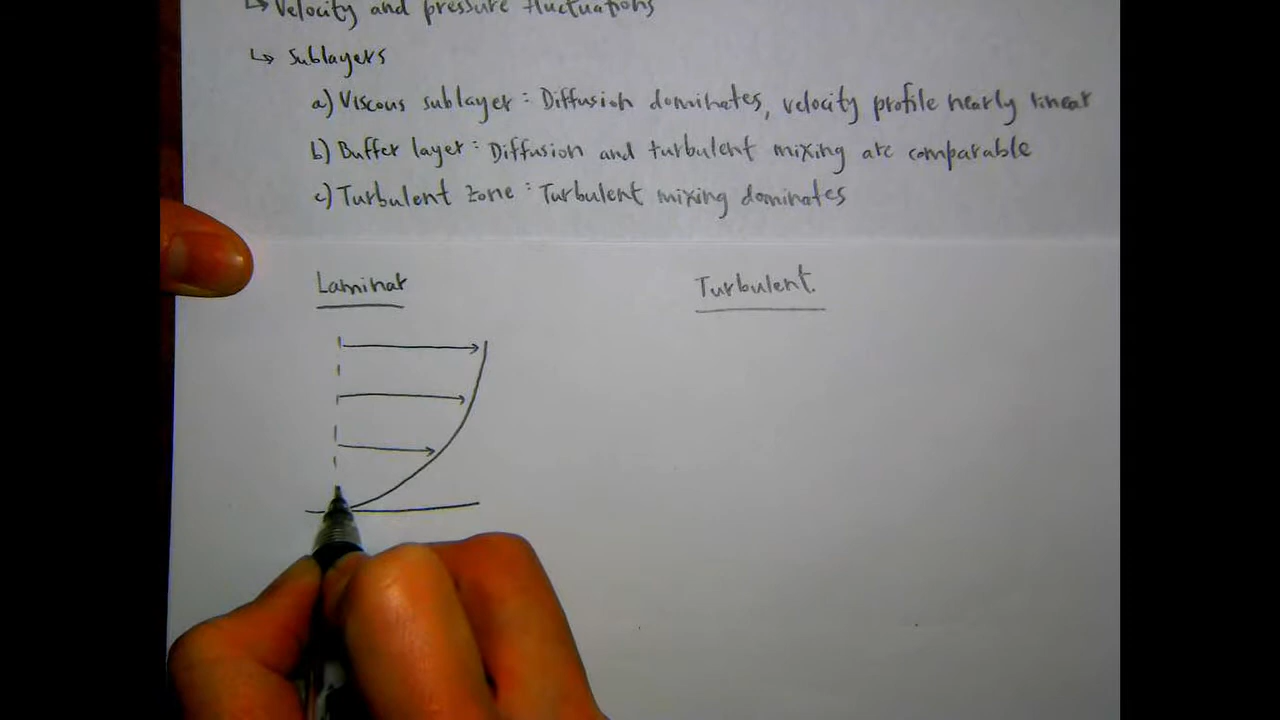 ↳ Velocity and pressure fluctuations
↳ Sublayers
a) Viscous sublayer : Diffusion dominates, velocity profile nearly linear
b) Buffer layer : Diffusion and turbulent mixing are comparable
c) Turbulent zone : Turbulent mixing dominates
Laminar Turbulent.